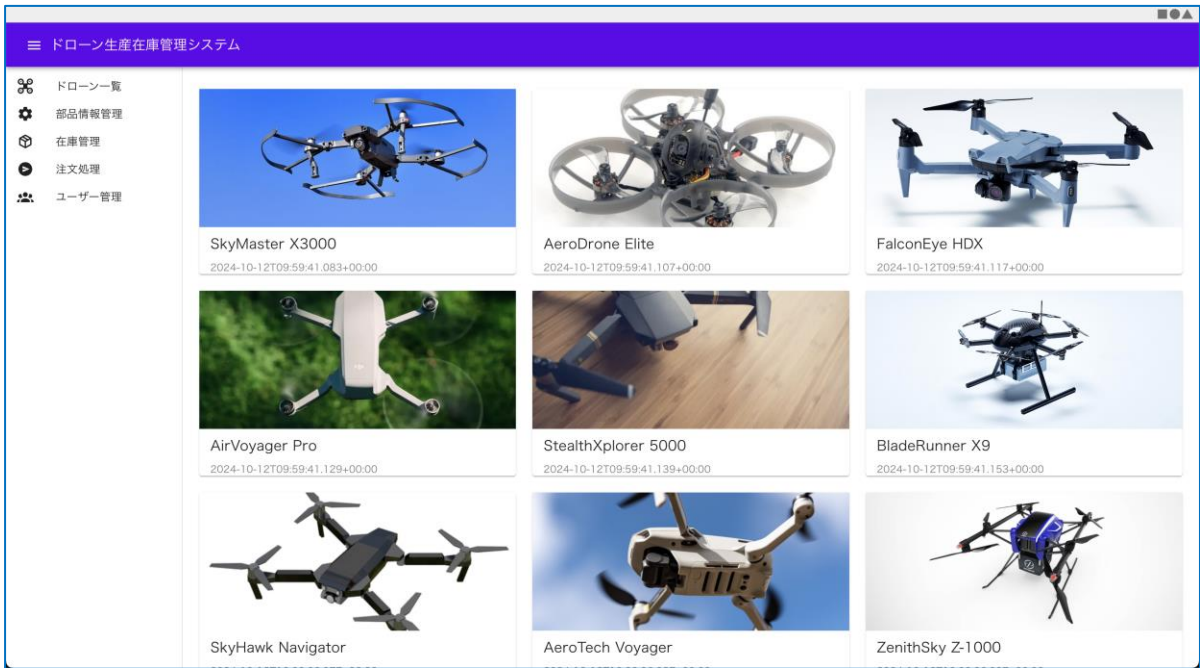 ドローン生産在庫管理システム
ドローン一覧
部品情報管理
在庫管理
注文処理
ユーザー管理
SkyMaster X3000
2024-10-12T09:59:41.083+00:00
AeroDrone Elite
2024-10-12T09:59:41.107+00:00
FalconEye HDX
2024-10-12T09:59:41.117+00:00
AirVoyager Pro
2024-10-12T09:59:41.129+00:00
StealthXplorer 5000
2024-10-12T09:59:41.139+00:00
BladeRunner X9
2024-10-12T09:59:41.153+00:00
SkyHawk Navigator
AeroTech Voyager
ZenithSky Z-1000